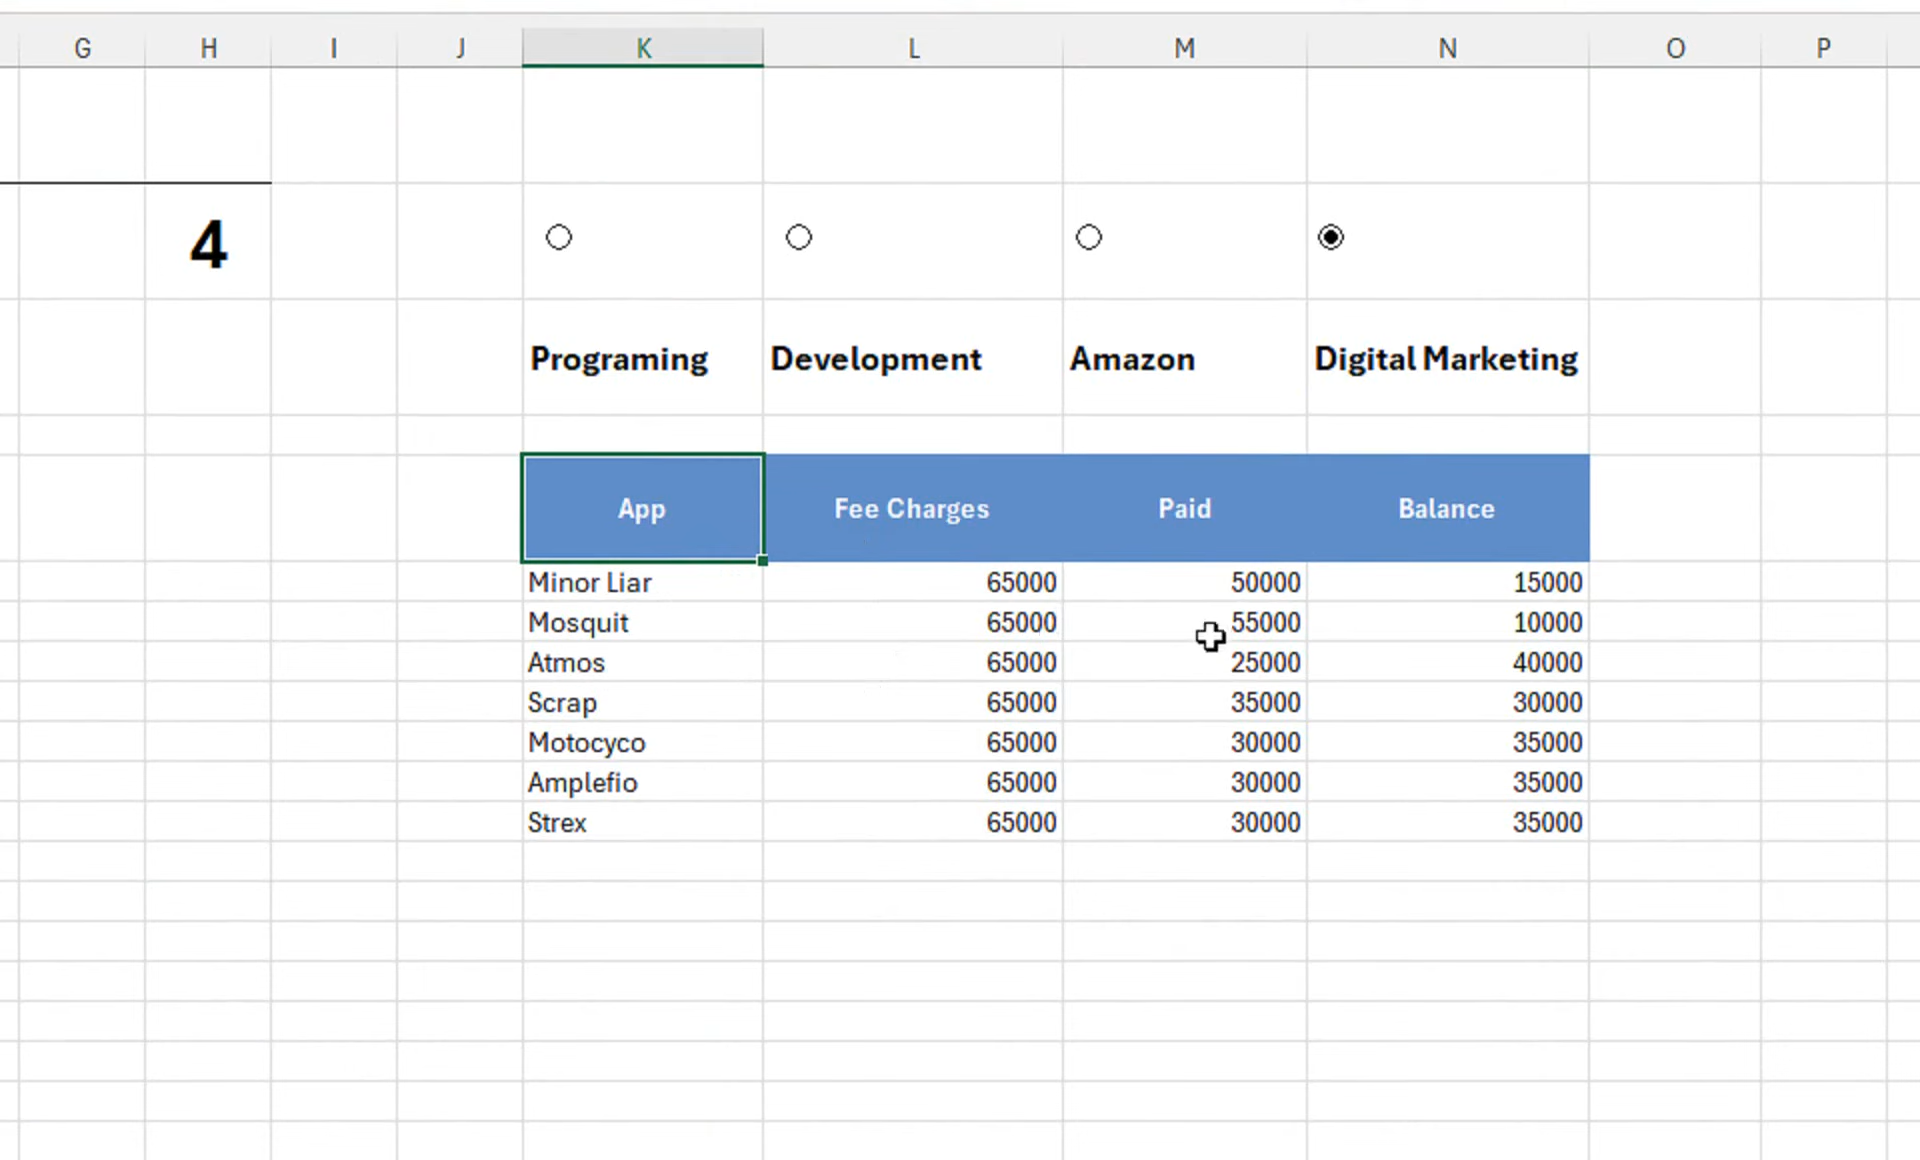 G H I J K L M N O P
4
Programing Development Amazon Digital Marketing
App Fee Charges Paid Balance
Minor Liar 65000 50000 15000
Mosquit 65000 55000 10000
Atmos 65000 25000 40000
Scrap 65000 35000 30000
Motocyco 65000 30000 35000
Amplefio 65000 30000 35000
Strex 65000 30000 35000